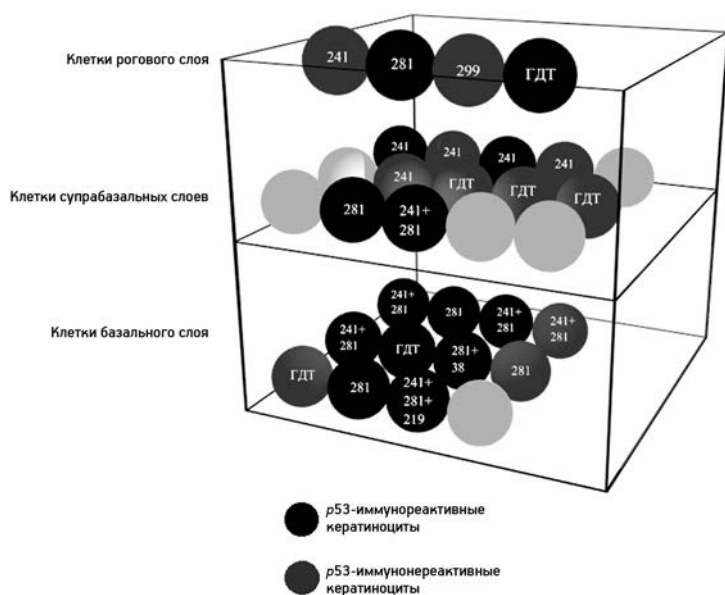 Клетки рогового слоя
241 281 299 ГДТ
241 241 241 241
Клетки супрабазальных слоев
241 ГДТ ГДТ ГДТ
281 241+
281
Клетки базального слоя
241+
281
281
241+
281
241+
281
241+
281
ГДТ
281+
38
281
ГДТ
281
241+
281+
219
p53-иммунореактивные
кератиноциты
p53-иммунонереактивные
кератиноциты